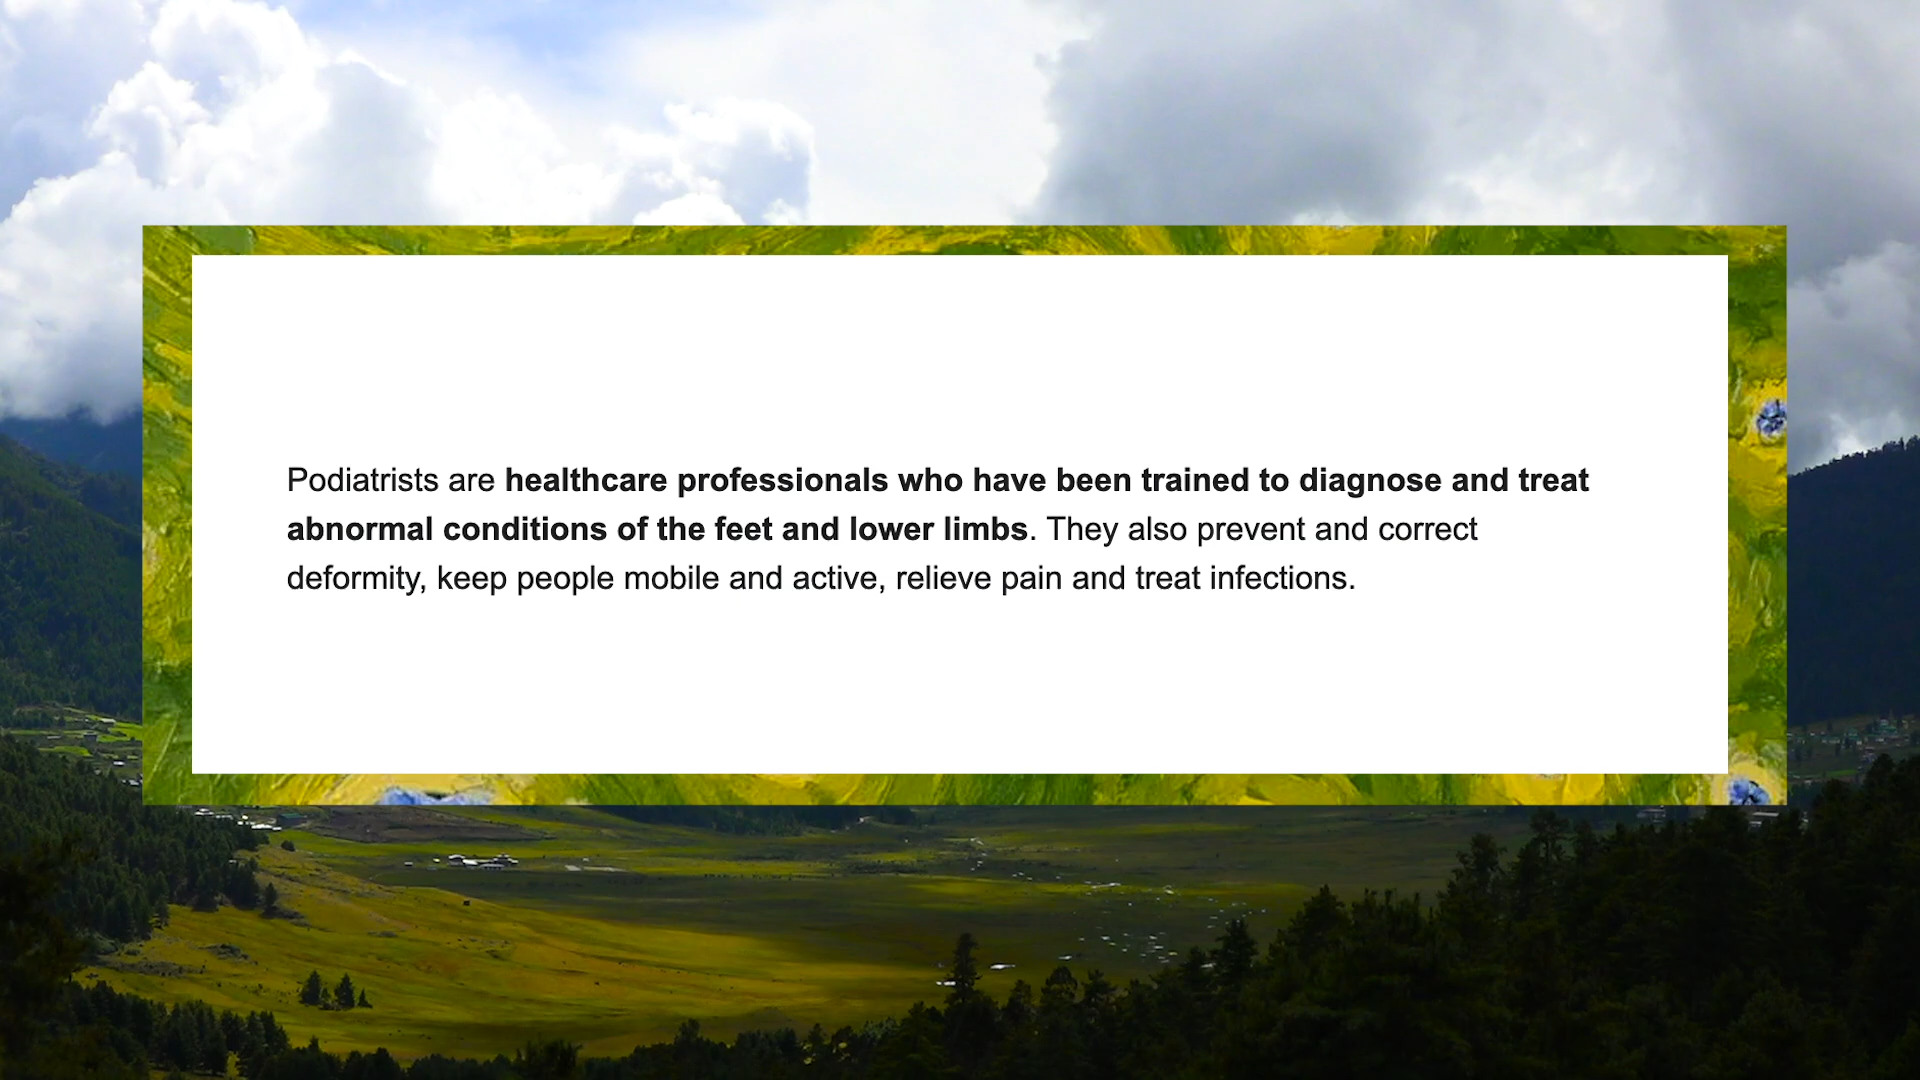 Podiatrists are healthcare professionals who have been trained to diagnose and treat
abnormal conditions of the feet and lower limbs. They also prevent and correct
deformity, keep people mobile and active, relieve pain and treat infections.